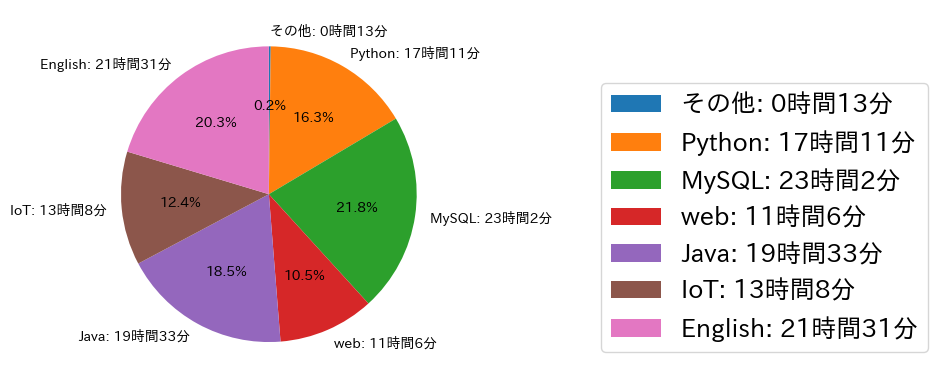 その他: 0時間13分
Python: 17時間11分
English: 21時間31分
0.2%
16.3%
20.3%
12.4%
IoT: 13時間8分
21.8%
MySQL: 23時間2分
18.5%
10.5%
Java: 19時間33分
web: 11時間6分
その他: 0時間13分
Python: 17時間11分
MySQL: 23時間2分
web: 11時間6分
Java: 19時間33分
IoT: 13時間8分
English: 21時間31分